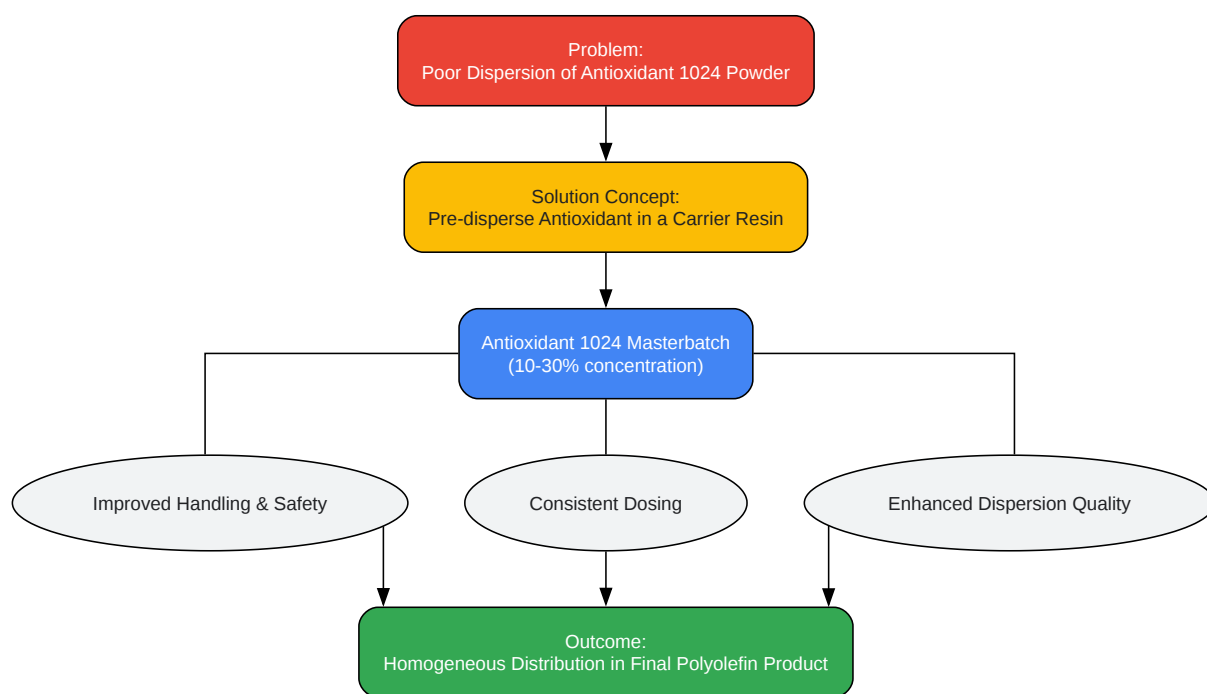 Problem:
Poor Dispersion of Antioxidant 1024 Powder
Solution Concept:
Pre-disperse Antioxidant in a Carrier Resin
Antioxidant 1024 Masterbatch
(10-30% concentration)
Improved Handling & Safety
Consistent Dosing
Enhanced Dispersion Quality
Outcome:
Homogeneous Distribution in Final Polyolefin Product